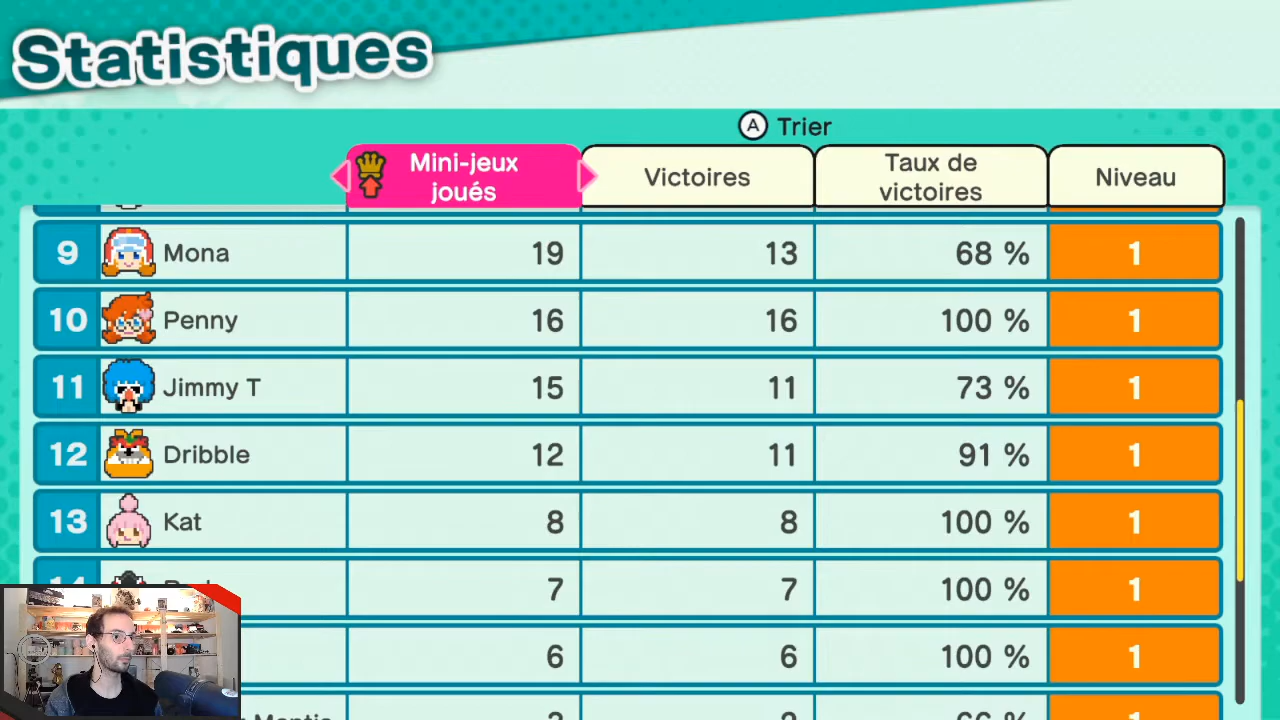 Statistiques
A Trier
Mini-jeux joués Victoires Taux de victoires Niveau
9 Mona 19 13 68 % 1
10 Penny 16 16 100 % 1
11 Jimmy T 15 11 73 % 1
12 Dribble 12 11 91 % 1
13 Kat 8 8 100 % 1
7 7 100 % 1
6 6 100 % 1